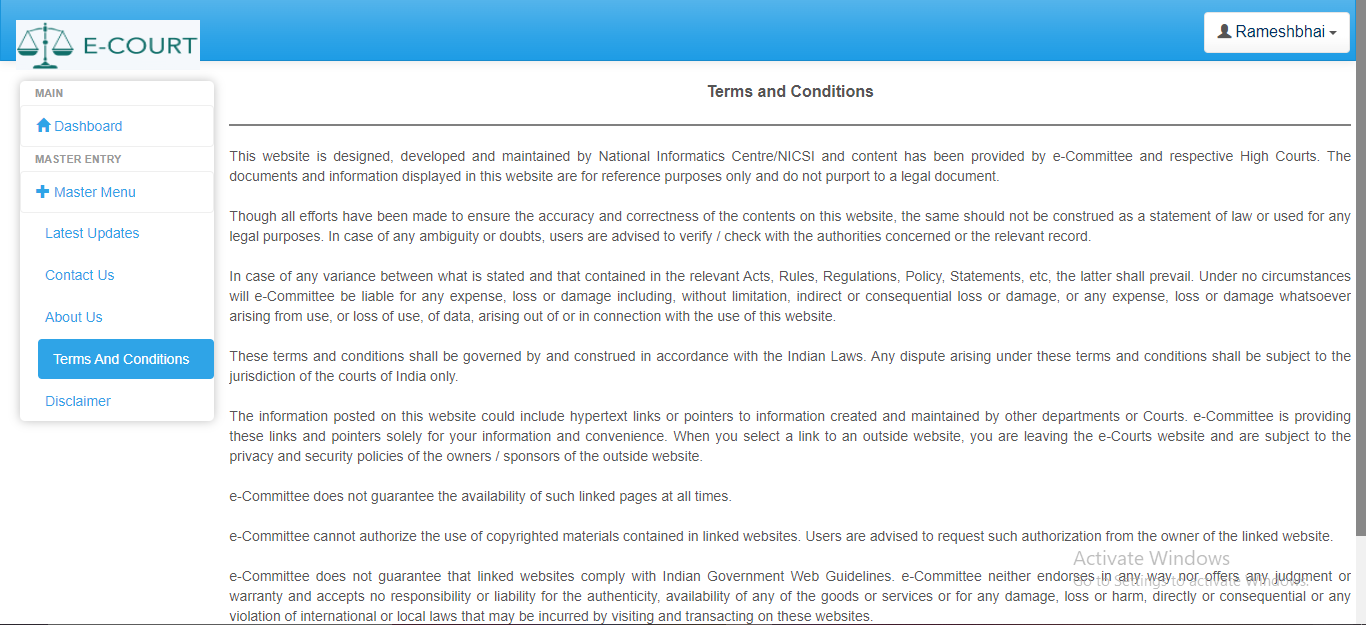 E-COURT
Rameshbhai
MAIN
Dashboard
MASTER ENTRY
Master Menu
Latest Updates
Contact Us
About Us
Terms And Conditions
Disclaimer
Terms and Conditions
This website is designed, developed and maintained by National Informatics Centre/NICSI and content has been provided by e-Committee and respective High Courts. The
documents and information displayed in this website are for reference purposes only and do not purport to a legal document.
Though all efforts have been made to ensure the accuracy and correctness of the contents on this website, the same should not be construed as a statement of law or used for any
legal purposes. In case of any ambiguity or doubts, users are advised to verify / check with the authorities concerned or the relevant record.
In case of any variance between what is stated and that contained in the relevant Acts, Rules, Regulations, Policy, Statements, etc, the latter shall prevail. Under no circumstances
will e-Committee be liable for any expense, loss or damage including, without limitation, indirect or consequential loss or damage, or any expense, loss or damage whatsoever
arising from use, or loss of use, of data, arising out of or in connection with the use of this website.
These terms and conditions shall be governed by and construed in accordance with the Indian Laws. Any dispute arising under these terms and conditions shall be subject to the
jurisdiction of the courts of India only.
The information posted on this website could include hypertext links or pointers to information created and maintained by other departments or Courts. e-Committee is providing
these links and pointers solely for your information and convenience. When you select a link to an outside website, you are leaving the e-Courts website and are subject to the
privacy and security policies of the owners / sponsors of the outside website.
e-Committee does not guarantee the availability of such linked pages at all times.
e-Committee cannot authorize the use of copyrighted materials contained in linked websites. Users are advised to request such authorization from the owner of the linked website.
Activate Windows
Go to Settings to activate Windows.
e-Committee does not guarantee that linked websites comply with Indian Government Web Guidelines. e-Committee neither endorses in any way nor offers any judgment or
warranty and accepts no responsibility or liability for the authenticity, availability of any of the goods or services or for any damage, loss or harm, directly or consequential or any
violation of international or local laws that may be incurred by visiting and transacting on these websites.